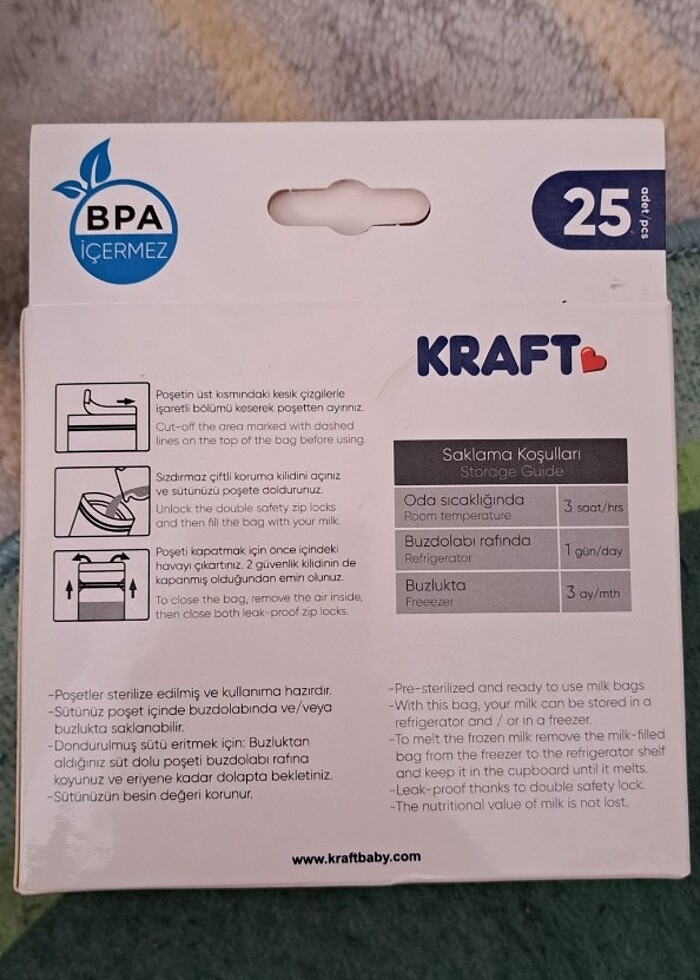 BPA
İÇERMEZ
25
adet/pcs
KRAFT
Poşetin üst kısmındaki kesik çizgilerle
işaretli bölümü keserek poşetten ayırınız.
Cut-off the area marked with dashed
lines on the top of the bag before using.
Sızdırmaz çiftli koruma kilidini açınız
ve sütünüzü poşete doldurunuz.
Unlock the double safety zip locks
and then fill the bag with your milk.
Poşeti kapatmak için önce içindeki
havayı çıkartınız. 2 güvenlik kilidinin de
kapanmış olduğundan emin olunuz.
To close the bag, remove the air inside,
then close both leak-proof zip locks.
Saklama Koşulları
Storage Guide
Oda sıcaklığında
Room temperature
3 saat/hrs
Buzdolabı rafında
Refrigerator
1 gün/day
Buzlukta
Freeezer
3 ay/mth
-Poşetler sterilize edilmiş ve kullanıma hazırdır.
-Sütünüz poşet içinde buzdolabında ve/veya
buzlukta saklanabilir.
-Dondurulmuş sütü eritmek için: Buzluktan
aldığınız süt dolu poşeti buzdolabı rafına
koyunuz ve eriyene kadar dolapta bekletiniz.
-Sütünüzün besin değeri korunur.
-Pre-sterilized and ready to use milk bags
-With this bag, your milk can be stored in a
refrigerator and / or in a freezer.
-To melt the frozen milk remove the milk-filled
bag from the freezer to the refrigerator shelf
and keep it in the cupboard until it melts.
-Leak-proof thanks to double safety lock.
-The nutritional value of milk is not lost.
www.kraftbaby.com